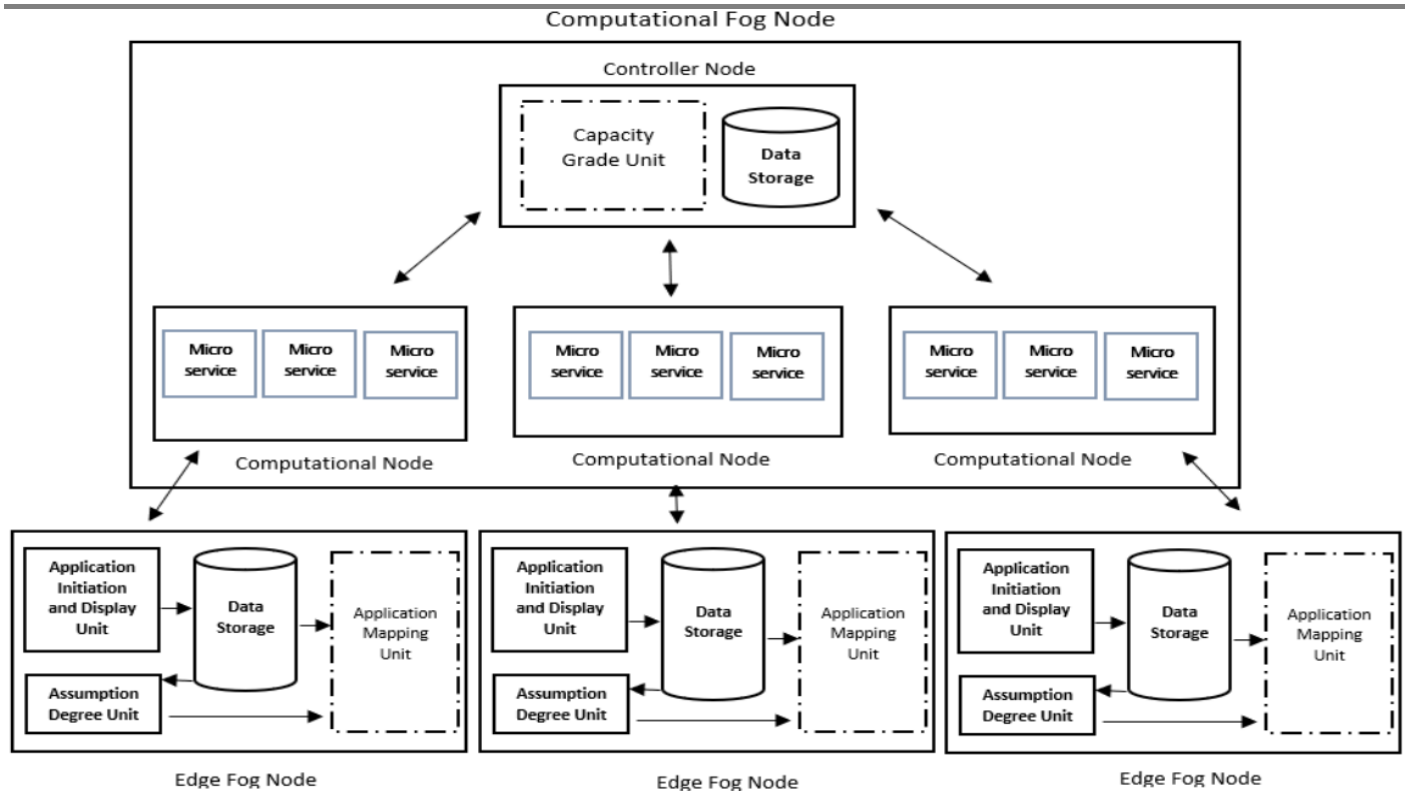 Computational Fog Node
Controller Node
Capacity
Grade Unit
Data
Storage
Micro
service
Micro
service
Micro
service
Micro
service
Micro
service
Micro
service
Micro
service
Micro
service
Micro
service
Computational Node
Computational Node
Computational Node
Application
Initiation
and Display
Unit
Data
Storage
Application
Mapping
Unit
Assumption
Degree Unit
Application
Initiation
and Display
Unit
Data
Storage
Application
Mapping
Unit
Assumption
Degree Unit
Application
Initiation
and Display
Unit
Data
Storage
Application
Mapping
Unit
Assumption
Degree Unit
Edge Fog Node
Edge Fog Node
Edge Fog Node